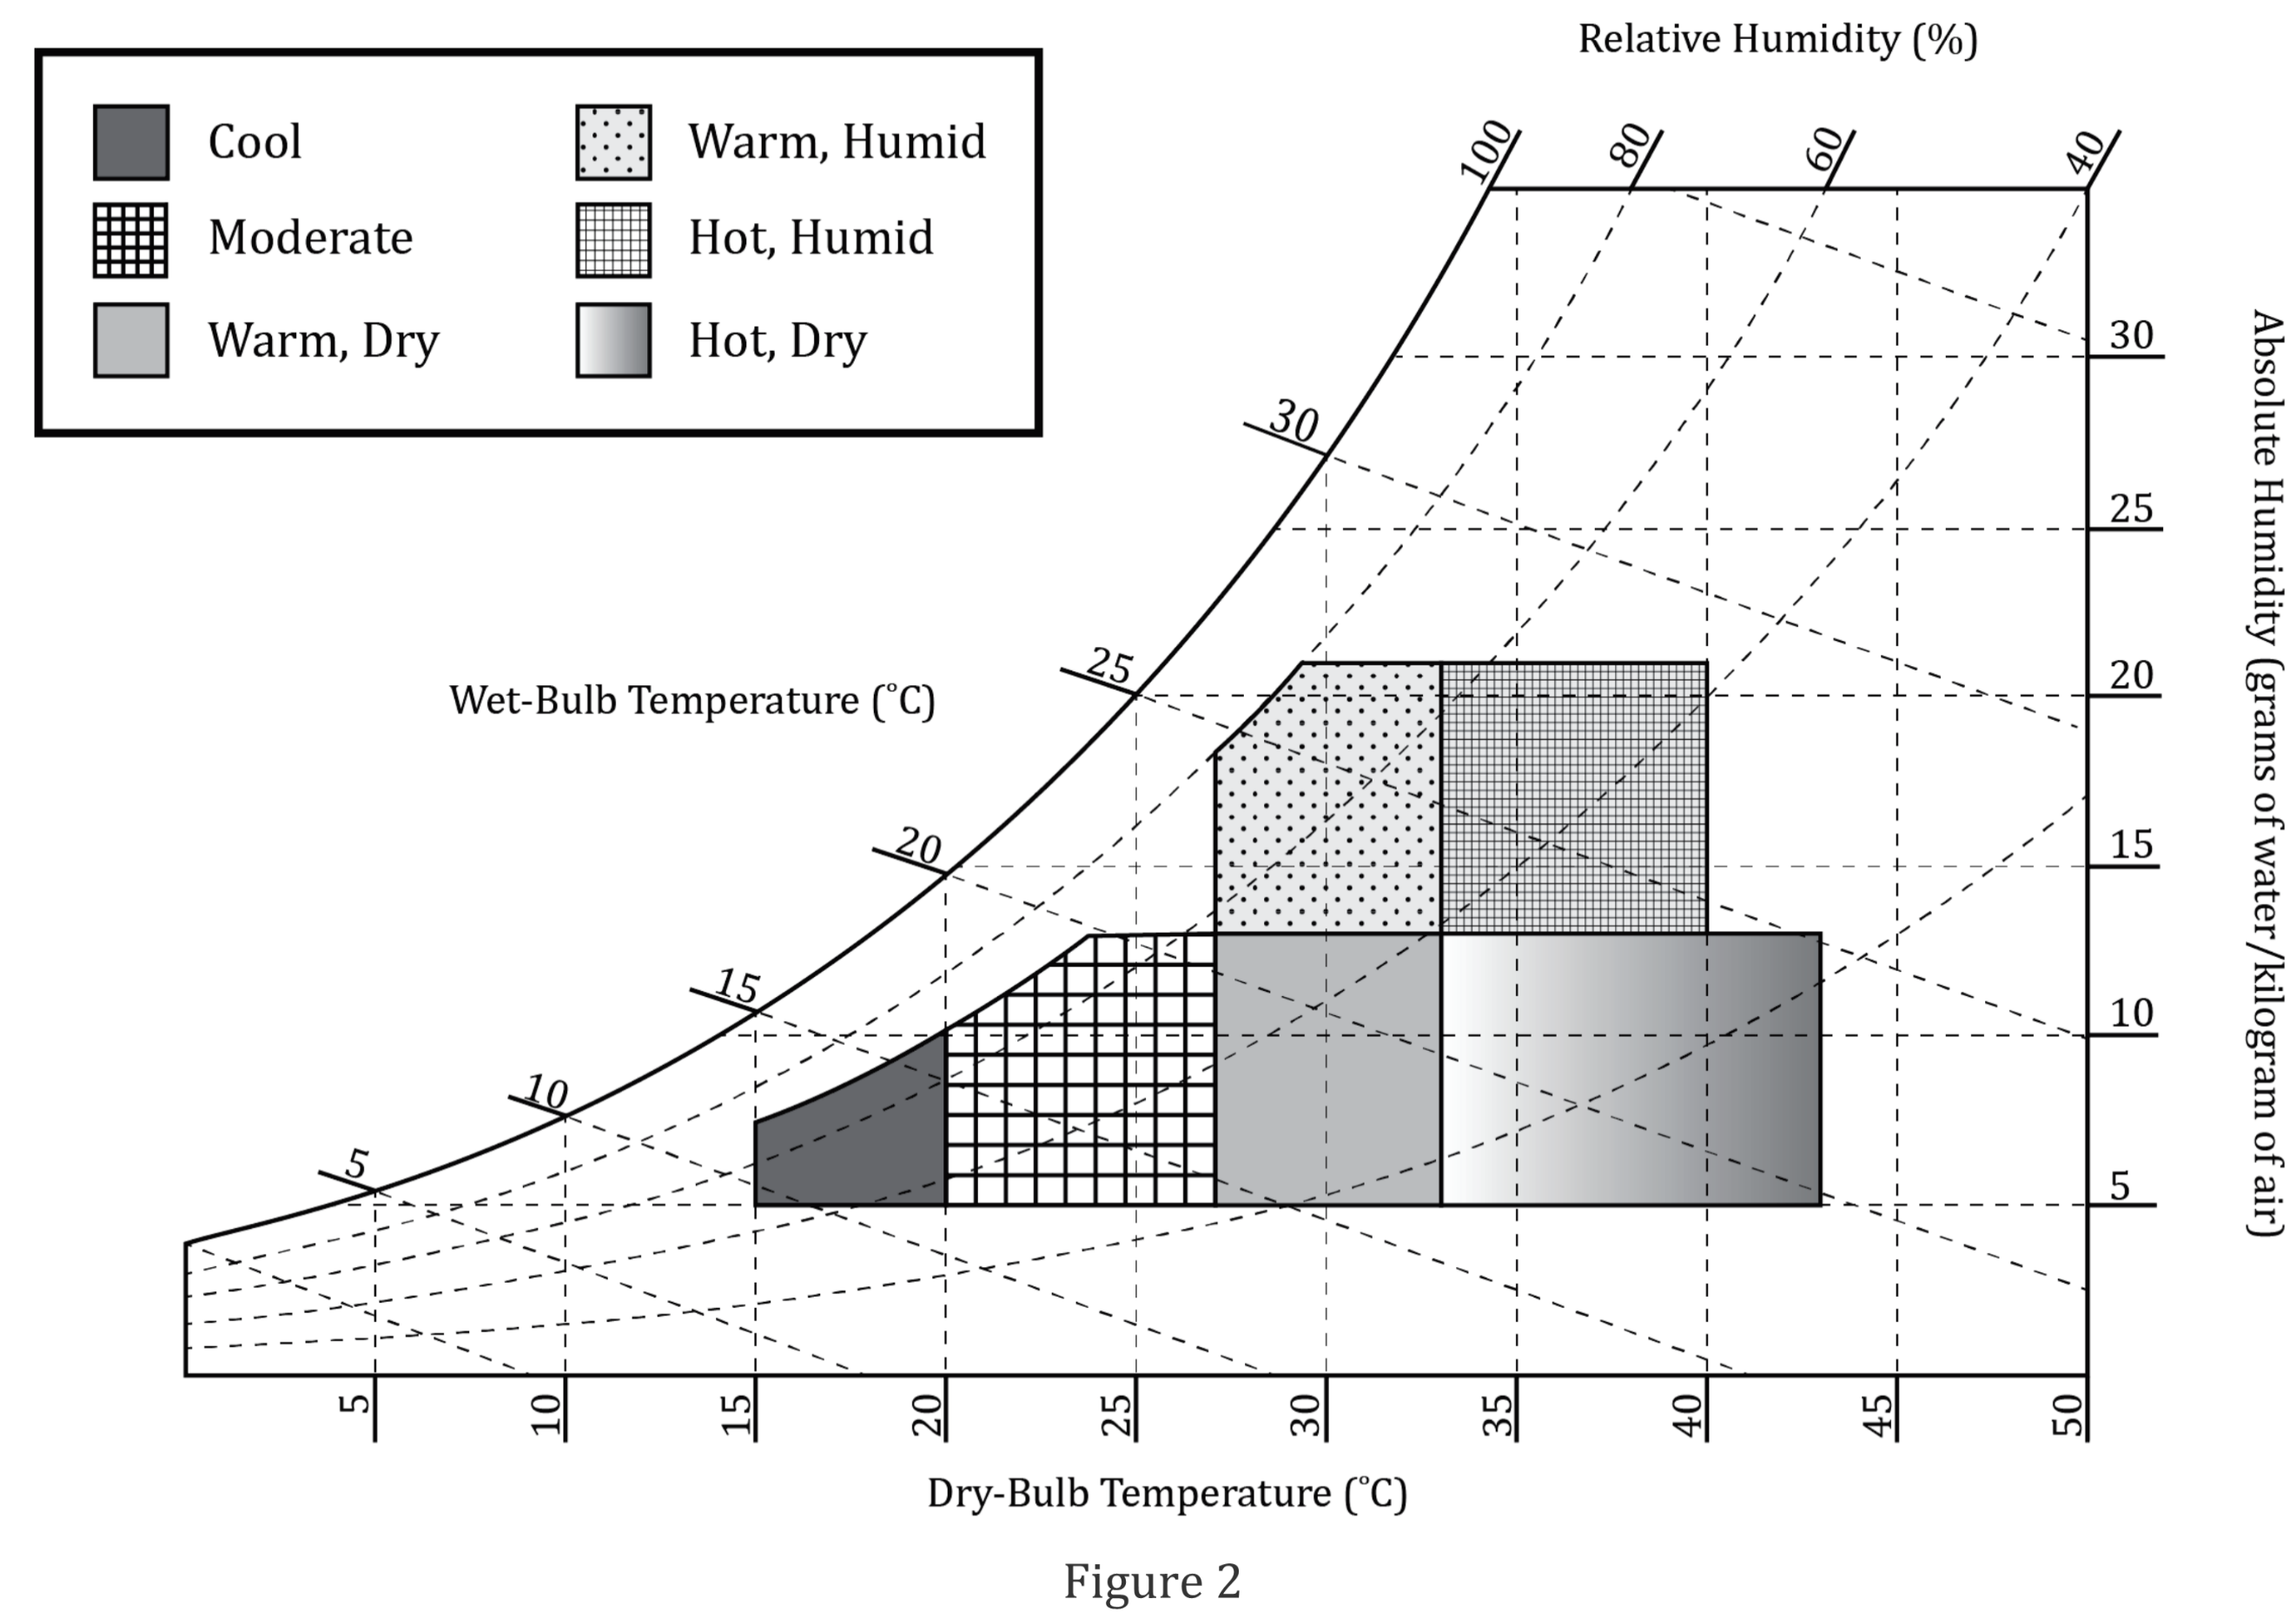 Relative Humidity (%)
Cool
Warm, Humid
Moderate
Hot, Humid
Warm, Dry
Hot, Dry
100
80
60
40
Wet-Bulb Temperature (°C)
5
10
15
20
25
30
30
25
20
15
10
5
Absolute Humidity (grams of water/kilogram of air)
5
10
15
20
25
30
35
40
45
50
Dry-Bulb Temperature (°C)
Figure 2